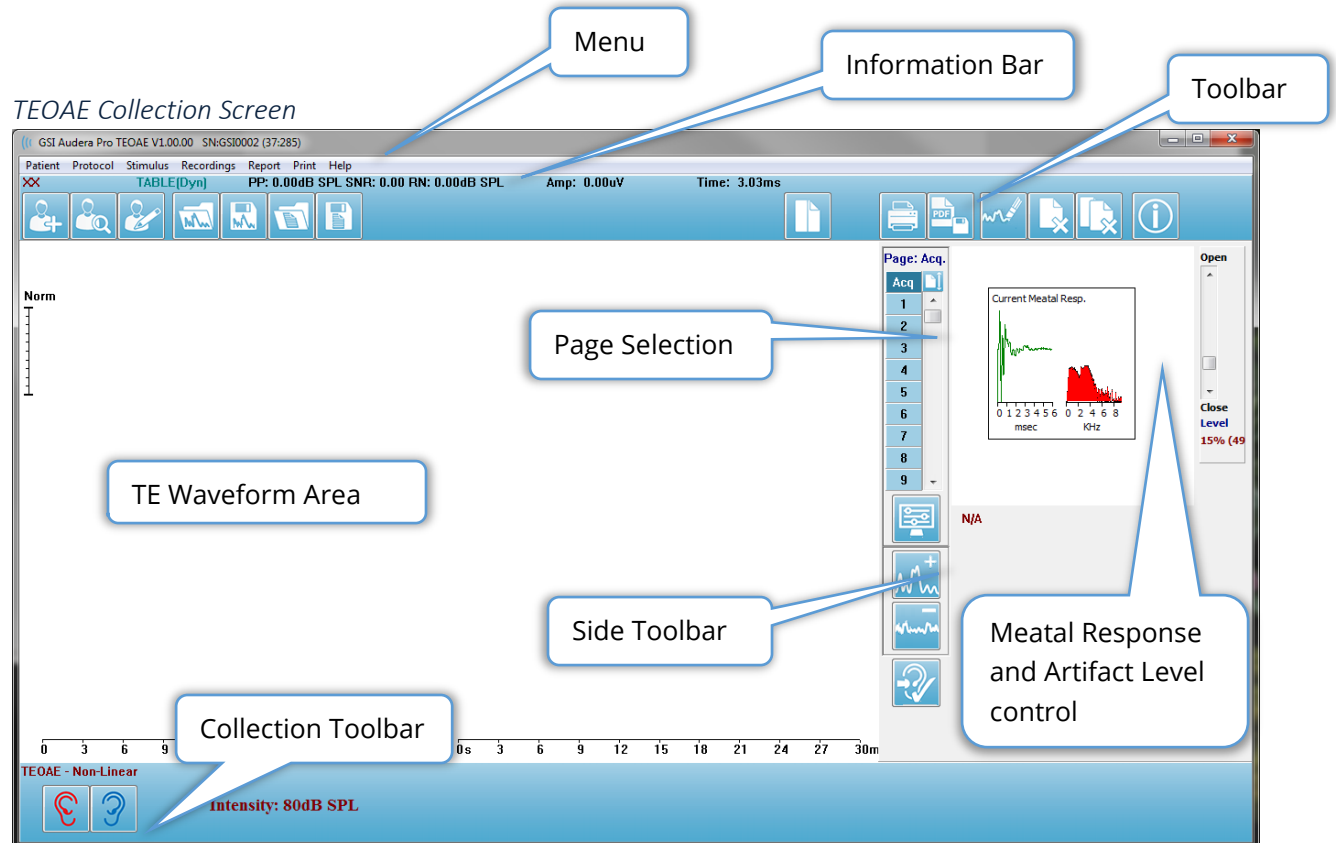 Menu
Information Bar
Toolbar
TEOAE Collection Screen
GSI Audera Pro TEOAE V1.00.00 SN:GSI0002 (37:285)
Patient Protocol Stimulus Recordings Report Print Help
XX TABLE(Dyn) PP: 0.00dB SPL SNR: 0.00 RN: 0.00dB SPL Amp: 0.00uV Time: 3.03ms
PDF
Page: Acq.
Open
Acq
Norm
Current Meatal Resp.
1
2
3
4
5
6
7
8
9
Page Selection
0 1 2 3 4 5 6 0 2 4 6 8
msec KHz
Close
Level
15% (49
TE Waveform Area
N/A
Side Toolbar
Meatal Response
and Artifact Level
control
Collection Toolbar
0 3 6 9 0s 3 6 9 12 15 18 21 24 27 30m
TEOAE - Non-Linear
Intensity: 80dB SPL